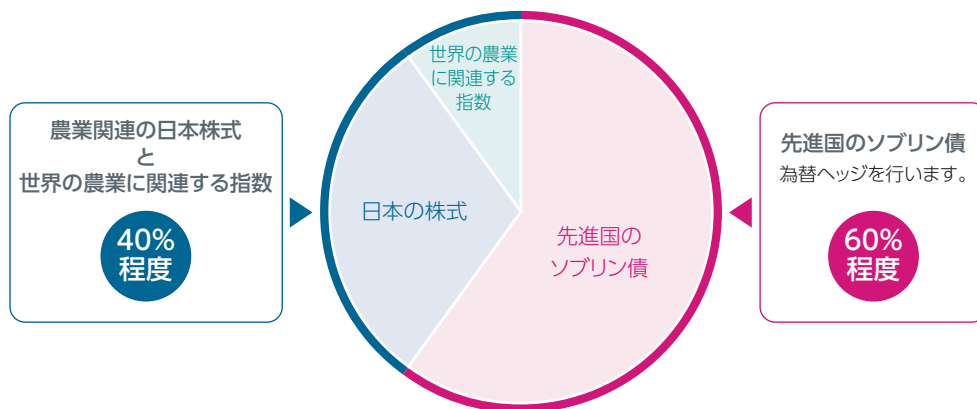 農業関連の日本株式
と
世界の農業に関連する指数
40%
程度
世界の農業
に関連する
指数
日本の株式
先進国の
ソブリン債
先進国のソブリン債
為替ヘッジを行います。
60%
程度